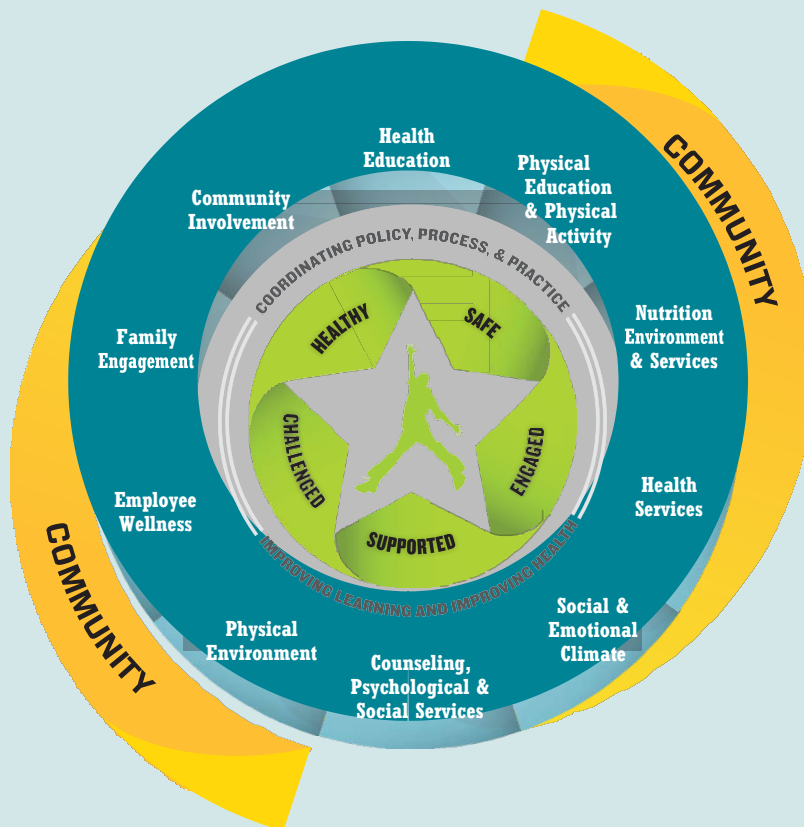 Health
Education
Physical
Education
& Physical
Activity
Nutrition
Environment
& Services
Health
Services
Social &
Emotional
Climate
Counseling,
Psychological &
Social Services
Physical
Environment
Employee
Wellness
Family
Engagement
Community
Involvement
COORDINATING POLICY, PROCESS, & PRACTICE
IMPROVING LEARNING AND IMPROVING HEALTH
HEALTHY
SAFE
ENGAGED
SUPPORTED
CHALLENGED
COMMUNITY
COMMUNITY